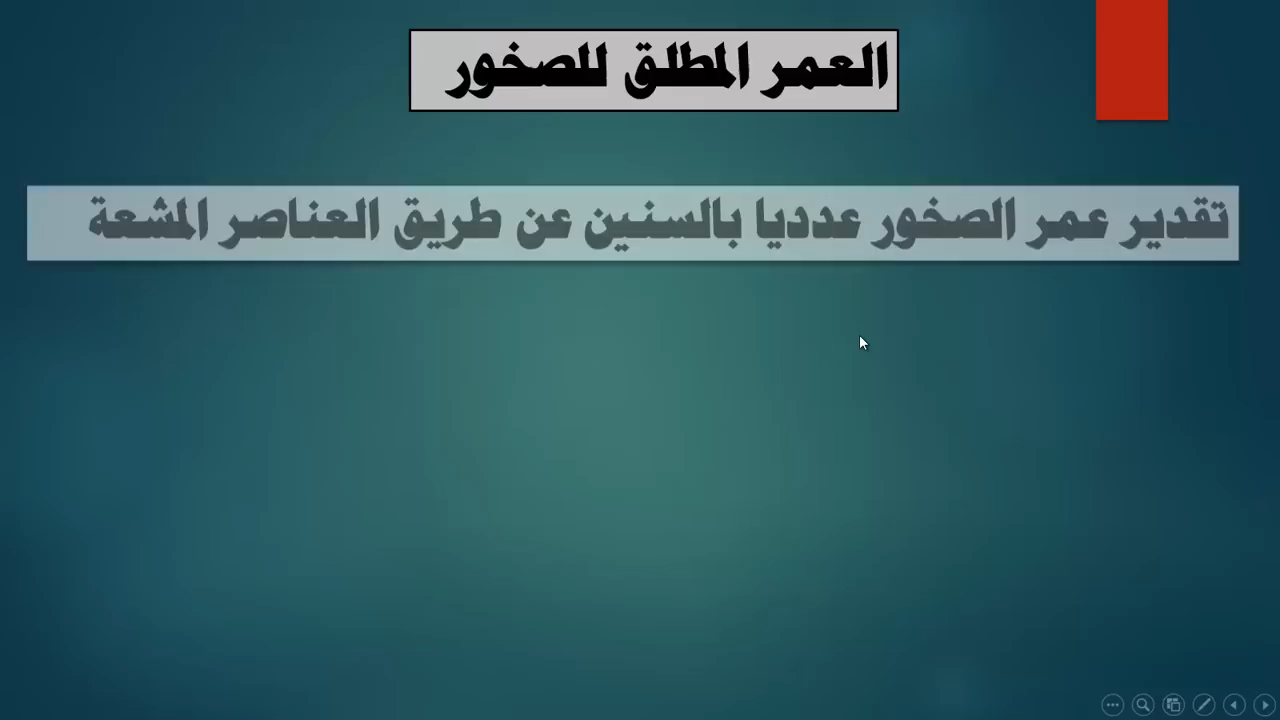 العمر المطلق للصخور
تقدير عمر الصخور عدديا بالسنين عن طريق العناصر المشعة